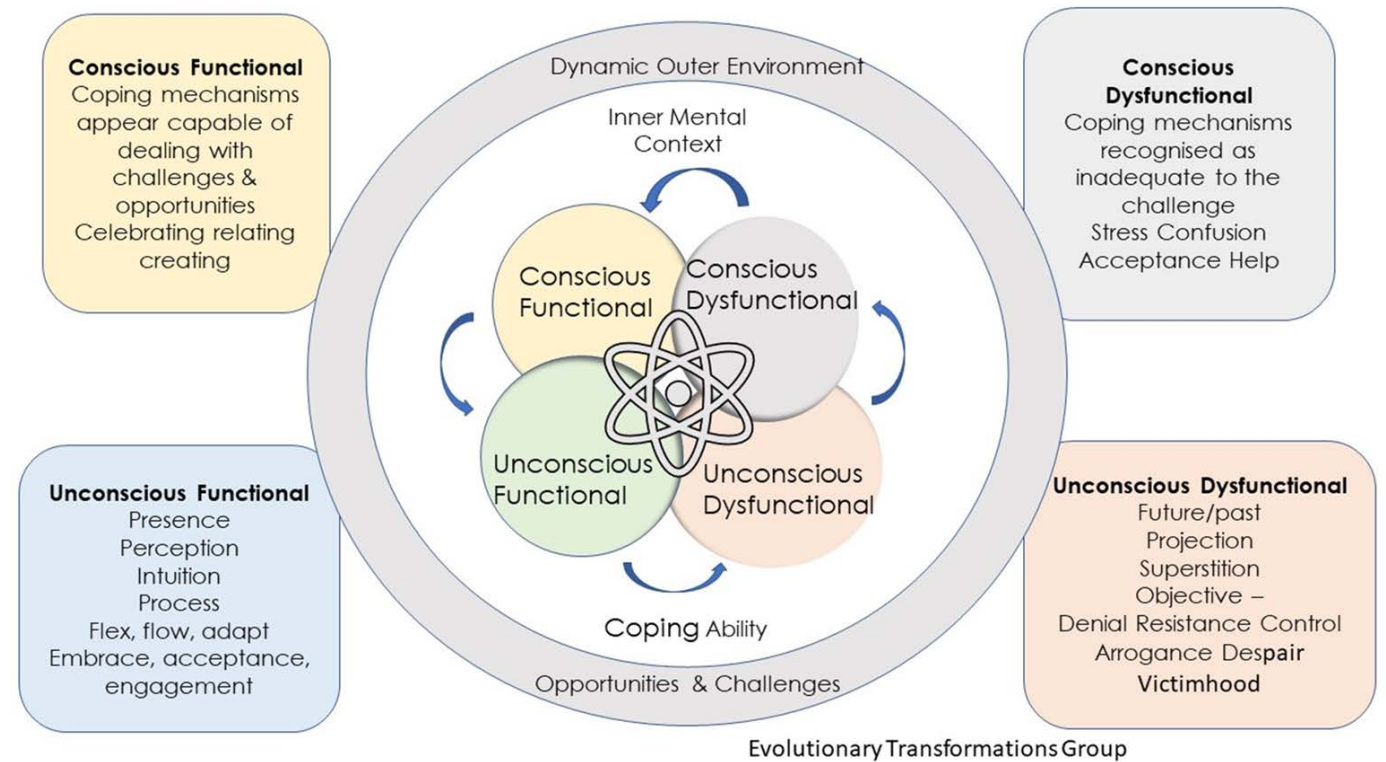 Conscious Functional
Coping mechanisms
appear capable of
dealing with
challenges &
opportunities
Celebrating relating
creating
Dynamic Outer Environment
Inner Mental
Context
Conscious
Dysfunctional
Coping mechanisms
recognised as
inadequate to the
challenge
Stress Confusion
Acceptance Help
Conscious
Functional
Conscious
Dysfunctional
Unconscious
Functional
Unconscious
Dysfunctional
Coping Ability
Opportunities & Challenges
Unconscious Functional
Presence
Perception
Intuition
Process
Flex, flow, adapt
Embrace, acceptance,
engagement
Unconscious Dysfunctional
Future/past
Projection
Superstition
Objective –
Denial Resistance Control
Arrogance Despair
Victimhood
Evolutionary Transformations Group